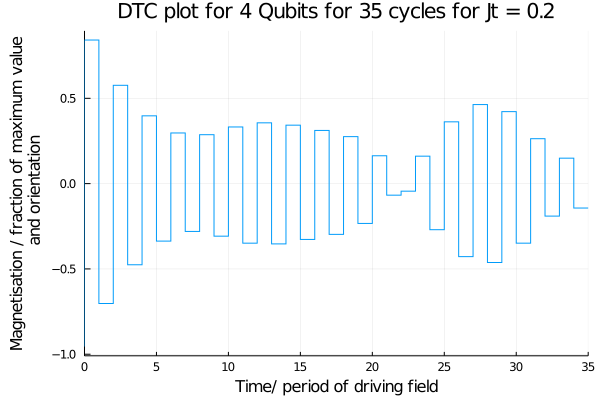 DTC plot for 4 Qubits for 35 cycles for Jt = 0.2
Magnetisation / fraction of maximum value
and orientation
0.5
0.0
−0.5
−1.0
0 5 10 15 20 25 30 35
Time/ period of driving field